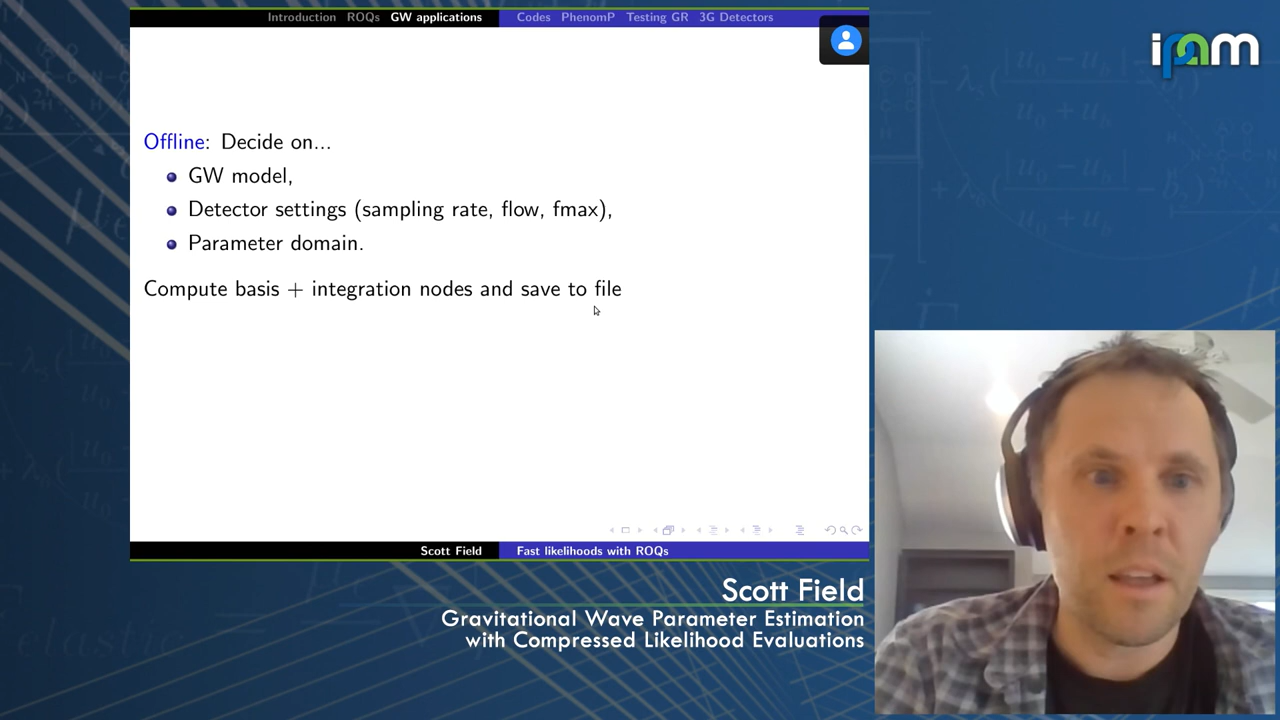 Introduction ROQs GW applications Codes PhenomP Testing GR 3G Detectors
ipam
Offline: Decide on...
GW model,
Detector settings (sampling rate, flow, fmax),
Parameter domain.
Compute basis + integration nodes and save to file
Scott Field Fast likelihoods with ROQs
Scott Field
Gravitational Wave Parameter Estimation
with Compressed Likelihood Evaluations
elastic